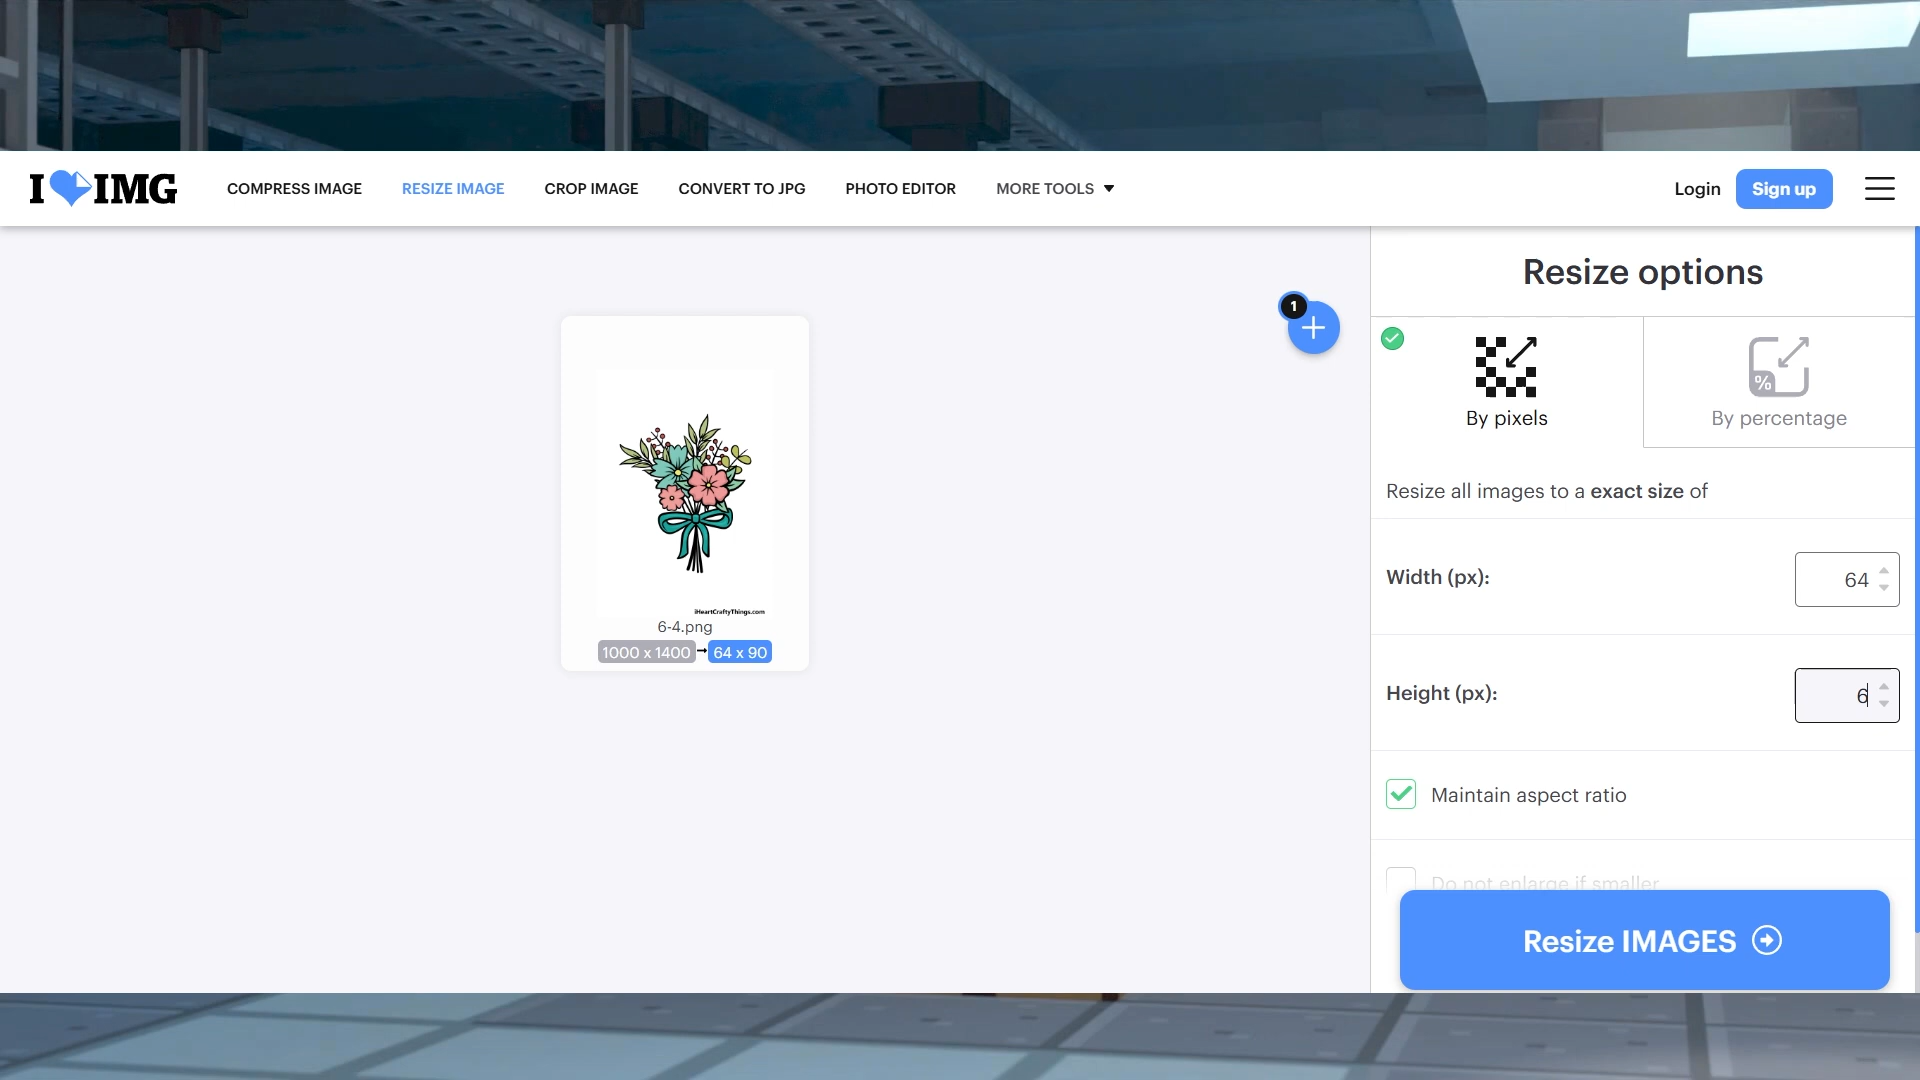 I IMG
COMPRESS IMAGE
RESIZE IMAGE
CROP IMAGE
CONVERT TO JPG
PHOTO EDITOR
MORE TOOLS
Login
Sign up
1
iHeartCraftyThings.com
6-4.png
1000 x 1400
64 x 90
Resize options
%
By pixels
By percentage
Resize all images to a exact size of
Width (px):
64
Height (px):
6
Maintain aspect ratio
Do not enlarge if smaller
Resize IMAGES